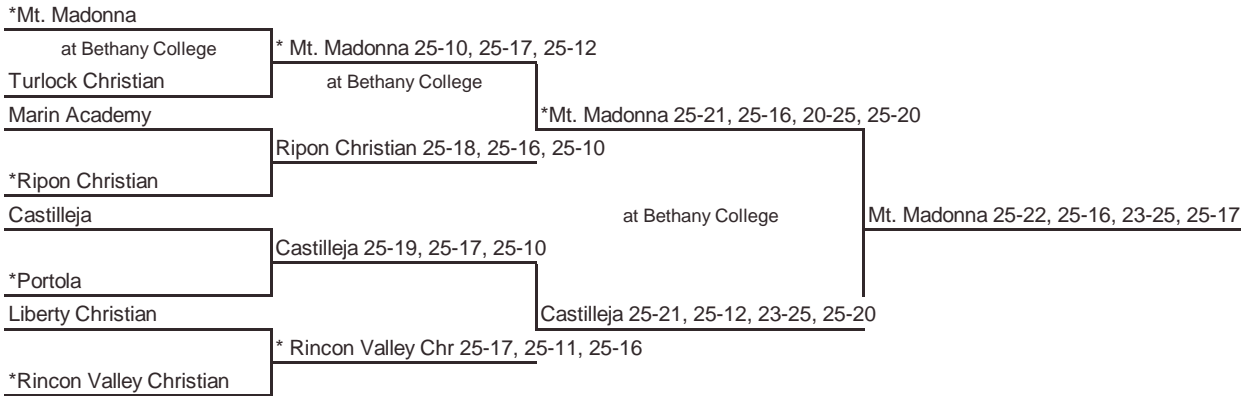 *Mt. Madonna
at Bethany College
* Mt. Madonna 25-10, 25-17, 25-12
Turlock Christian
at Bethany College
Marin Academy
*Mt. Madonna 25-21, 25-16, 20-25, 25-20
Ripon Christian 25-18, 25-16, 25-10
*Ripon Christian
Castilleja
at Bethany College
Mt. Madonna 25-22, 25-16, 23-25, 25-17
Castilleja 25-19, 25-17, 25-10
*Portola
Liberty Christian
Castilleja 25-21, 25-12, 23-25, 25-20
* Rincon Valley Chr 25-17, 25-11, 25-16
*Rincon Valley Christian